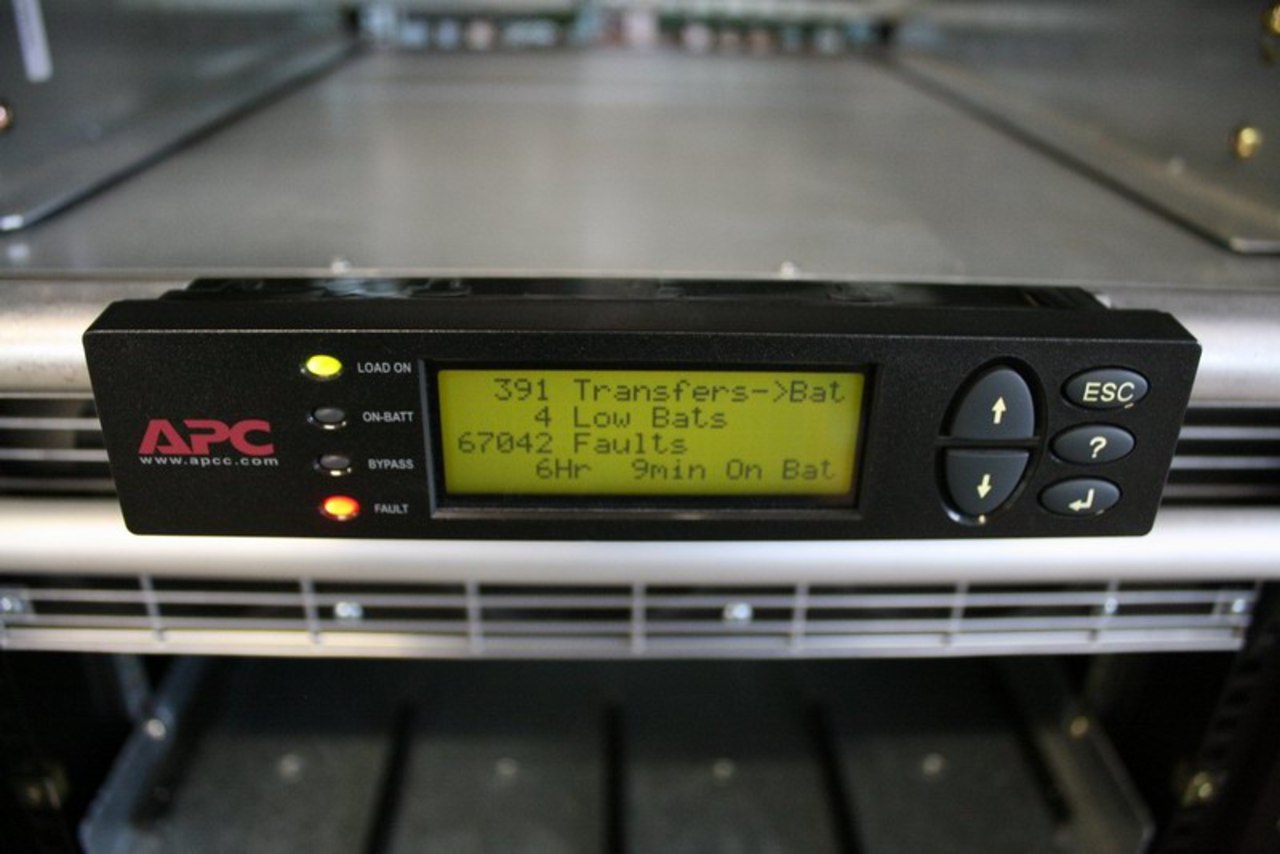 APC
www.apcc.com
LOAD ON
ON-BATT
BYPASS
FAULT
391 Transfers->Bat
4 Low Bats
67042 Faults
6Hr 9min On Bat
ESC
?